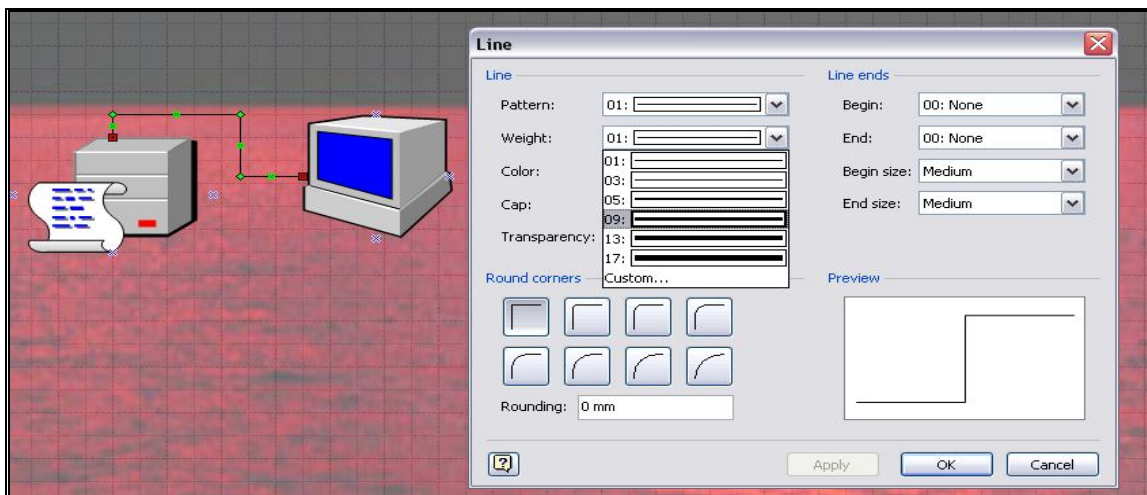 Line
Line
Line ends
Pattern:
01:
Begin:
00: None
Weight:
01:
End:
00: None
Color:
01:
03:
Begin size:
Medium
Cap:
05:
09:
End size:
Medium
Transparency:
13:
17:
Round corners
Custom...
Preview
Rounding:
0 mm
Apply
OK
Cancel